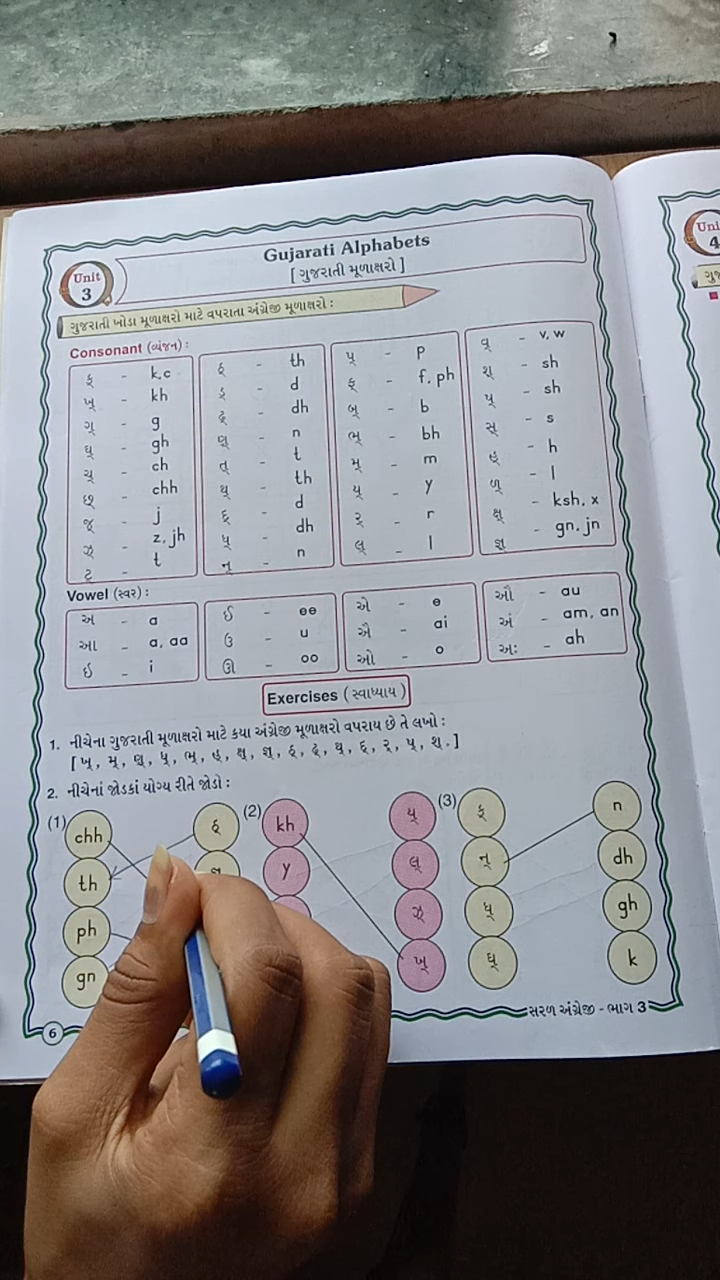 Gujarati Alphabets
Unit
3
[ ગુજરાતી મૂળાક્ષરો ]
ગુજરાતી ખોડા મૂળાક્ષરો માટે વપરાતા અંગ્રેજી મૂળાક્ષરો :
Consonant (વ્યંજન) :
ક્ - k,c
ખ્ - kh
ગ્ - g
ઘ્ - gh
ચ્ - ch
છ્ - chh
જ્ - j
ઝ્ - z, jh
ટ્ - t
ઠ્ - th
ડ્ - d
ઢ્ - dh
ણ્ - n
ત્ - t
થ્ - th
દ્ - d
ધ્ - dh
ન્ - n
પ્ - p
ફ્ - f, ph
બ્ - b
ભ્ - bh
મ્ - m
ય્ - y
ર્ - r
લ્ - l
વ્ - v, w
શ્ - sh
ષ્ - sh
સ્ - s
હ્ - h
ળ્ - l
ક્ષ્ - ksh, x
જ્ઞ્ - gn, jn
Vowel (સ્વર) :
અ - a
આ - a, aa
ઇ - i
ઈ - ee
ઉ - u
ઊ - oo
એ - e
ઐ - ai
ઓ - o
ઔ - au
અં - am, an
અઃ - ah
Exercises ( સ્વાધ્યાય )
1. નીચેના ગુજરાતી મૂળાક્ષરો માટે કયા અંગ્રેજી મૂળાક્ષરો વપરાય છે તે લખો :
[ ખ્, મ્, ણ્, ધ્, ભ્, હ્, ક્ષ્, જ્ઞ્, ઠ્, ઢ્, થ્, દ્, ર્, ષ્, શ્. ]
2. નીચેનાં જોડકાં યોગ્ય રીતે જોડો :
(1)
chh
th
ph
gn
ઠ્
(2)
kh
y
ય્
લ્
ઝ્
ખ્
(3)
ક્
ન્
ધ્
ઘ્
n
dh
gh
k
6
સરળ અંગ્રેજી - ભાગ 3
Uni
4